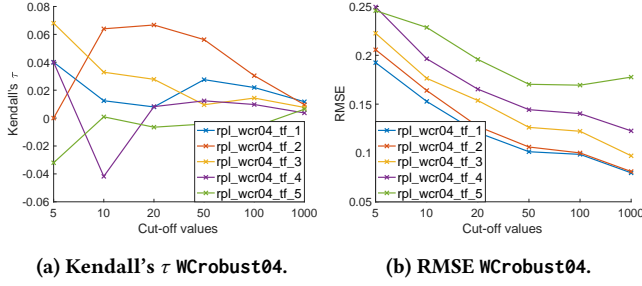 0.08
0.06
0.04
0.02
0
-0.02
-0.04
-0.06
Kendall's τ
rpl_wcr04_tf_1
rpl_wcr04_tf_2
rpl_wcr04_tf_3
rpl_wcr04_tf_4
rpl_wcr04_tf_5
5 10 20 50 100 1000
Cut-off values
(a) Kendall's τ WCrobust04.
0.25
0.2
0.15
0.1
0.05
RMSE
rpl_wcr04_tf_1
rpl_wcr04_tf_2
rpl_wcr04_tf_3
rpl_wcr04_tf_4
rpl_wcr04_tf_5
5 10 20 50 100 1000
Cut-off values
(b) RMSE WCrobust04.